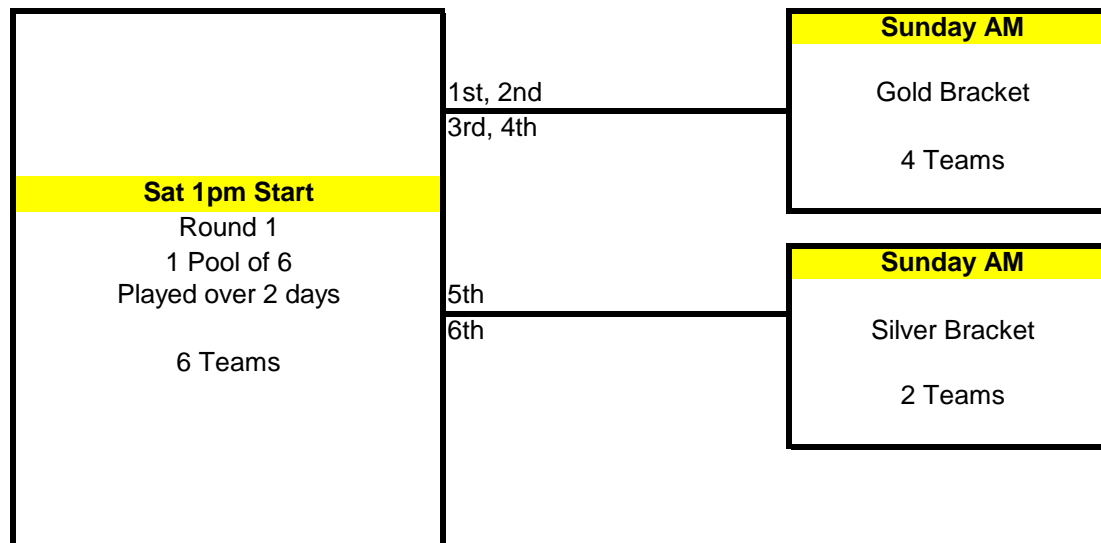 Sat 1pm Start
Round 1
1 Pool of 6
Played over 2 days
6 Teams
1st, 2nd
3rd, 4th
5th
6th
Sunday AM
Gold Bracket
4 Teams
Sunday AM
Silver Bracket
2 Teams